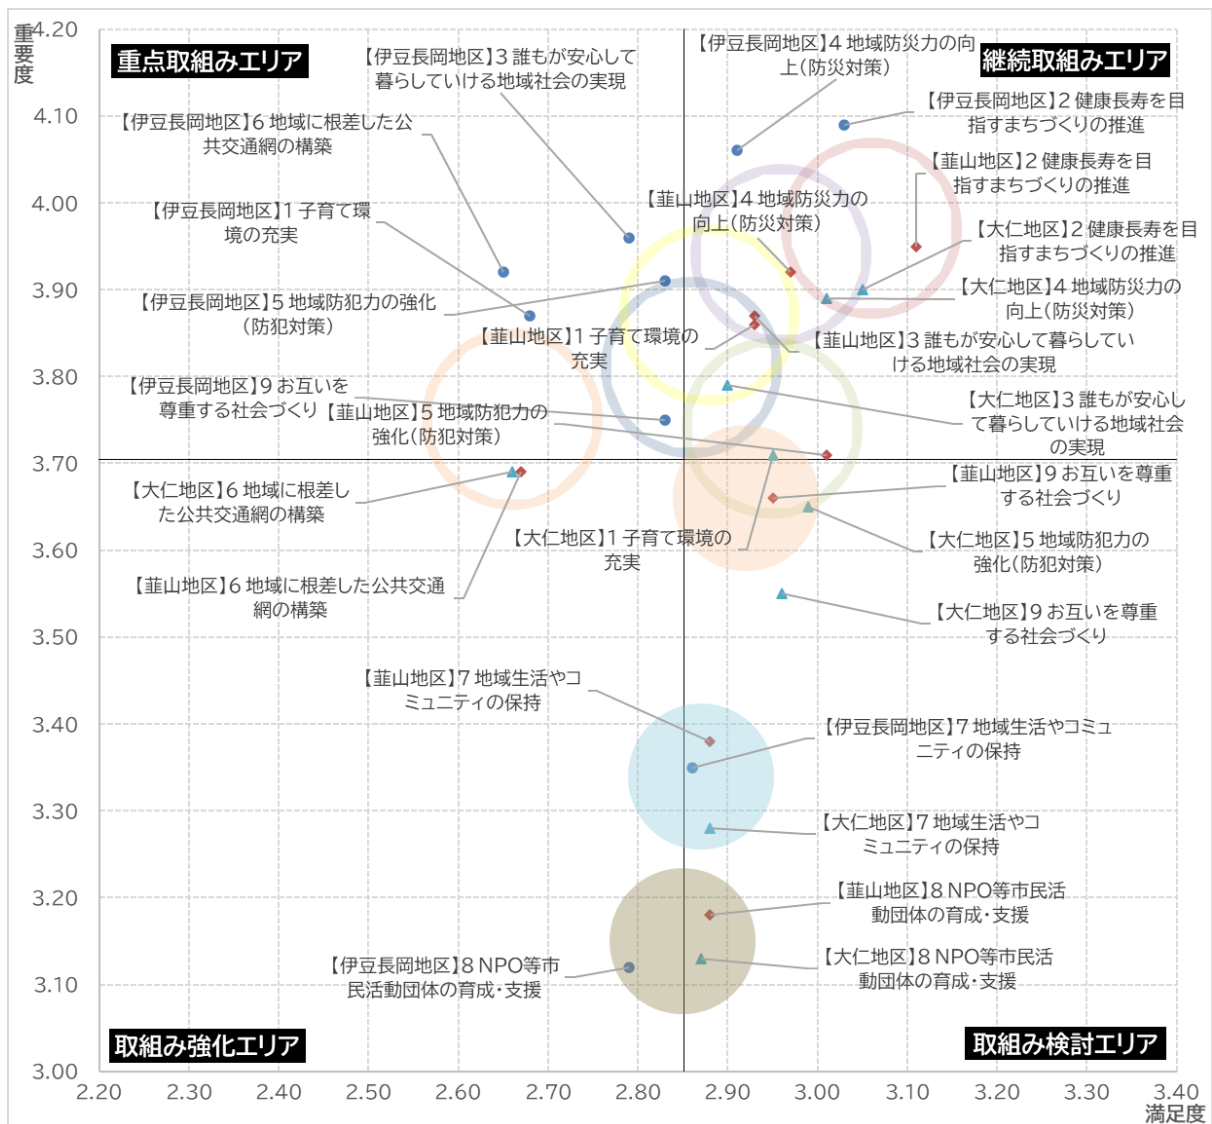 重要度
4.20
重点取組みエリア
継続取組みエリア
【伊豆長岡地区】3 誰もが安心して
暮らしていける地域社会の実現
【伊豆長岡地区】4 地域防災力の向
上(防災対策)
【伊豆長岡地区】2 健康長寿を目
指すまちづくりの推進
4.10
【伊豆長岡地区】6 地域に根差した公
共交通網の構築
【韮山地区】2 健康長寿を目
指すまちづくりの推進
4.00
【韮山地区】4 地域防災力の
向上(防災対策)
【伊豆長岡地区】1 子育て環
境の充実
【大仁地区】2 健康長寿を目
指すまちづくりの推進
3.90
【大仁地区】4 地域防災力の
向上(防災対策)
【伊豆長岡地区】5 地域防犯力の強化
(防犯対策)
【韮山地区】1 子育て環境の
充実
【韮山地区】3 誰もが安心して暮らしてい
ける地域社会の実現
3.80
【伊豆長岡地区】9 お互いを
尊重する社会づくり
【韮山地区】5 地域防犯力の
強化(防犯対策)
【大仁地区】3 誰もが安心し
て暮らしていける地域社会
の実現
3.70
【韮山地区】9 お互いを尊重
する社会づくり
【大仁地区】6 地域に根差し
た公共交通網の構築
【大仁地区】1 子育て環境の
充実
【大仁地区】5 地域防犯力の
強化(防犯対策)
3.60
【韮山地区】6 地域に根差した公共交通
網の構築
【大仁地区】9 お互いを尊重
する社会づくり
3.50
【韮山地区】7 地域生活やコ
ミュニティの保持
3.40
【伊豆長岡地区】7 地域生活やコミュ
ニティの保持
3.30
【大仁地区】7 地域生活やコ
ミュニティの保持
3.20
【韮山地区】8 NPO等市民活
動団体の育成・支援
【伊豆長岡地区】8 NPO等市
民活動団体の育成・支援
【大仁地区】8 NPO等市民活
動団体の育成・支援
3.10
取組み強化エリア
取組み検討エリア
3.00
2.20 2.30 2.40 2.50 2.60 2.70 2.80 2.90 3.00 3.10 3.20 3.30 3.40
満足度